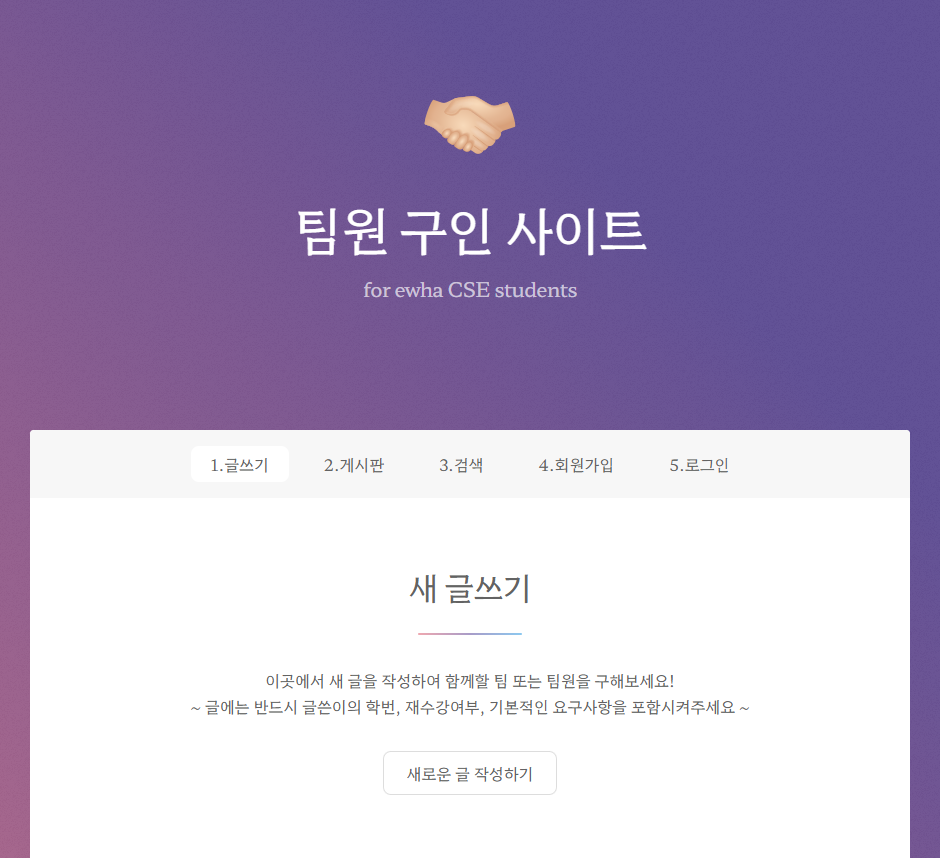 팀원 구인 사이트
for ewha CSE students
1.글쓰기 2.게시판 3.검색 4.회원가입 5.로그인
새 글쓰기
이곳에서 새 글을 작성하여 함께할 팀 또는 팀원을 구해보세요!
~ 글에는 반드시 글쓴이의 학번, 재수강여부, 기본적인 요구사항을 포함시켜주세요 ~
새로운 글 작성하기